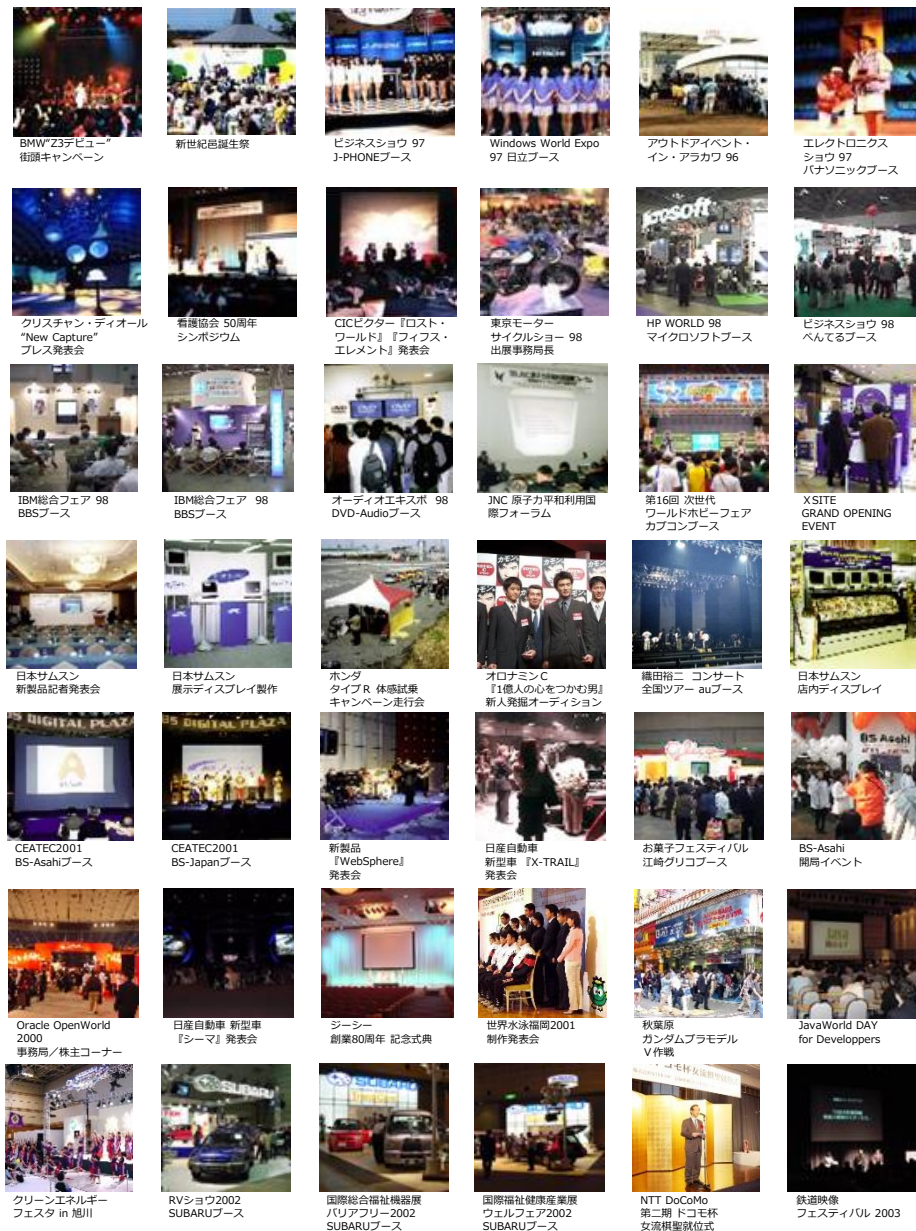 BMW“Z3デビュー”
街頭キャンペーン
新世紀邑誕生祭
J-PHONE
ビジネスショウ 97
J-PHONEブース
HITACHI
Windows World Expo
97 日立ブース
アウトドアイベント・
イン・アラカワ 96
エレクトロニクス
ショウ 97
パナソニックブース
クリスチャン・ディオール
“New Capture”
プレス発表会
看護協会 50周年
シンポジウム
CICビクター『ロスト・
ワールド』『フィフス・
エレメント』発表会
東京モーター
サイクルショー 98
出展事務局長
Microsoft
HP WORLD 98
マイクロソフトブース
ビジネスショウ 98
ぺんてるブース
IBM総合フェア 98
BBSブース
IBM総合フェア 98
BBSブース
DVD
DVD
オーディオエキスポ 98
DVD-Audioブース
JNC 原子力平和利用国
際フォーラム
第16回 次世代
ワールドホビーフェア
カプコンブース
XSITE
GRAND OPENING
EVENT
日本サムスン
新製品記者発表会
日本サムスン
展示ディスプレイ製作
ホンダ
タイプR 体感試乗
キャンペーン走行会
オロナミンC
『1億人の心をつかむ男』
新人発掘オーディション
織田裕二 コンサート
全国ツアー auブース
日本サムスン
店内ディスプレイ
BS DIGITAL PLAZA
CEATEC2001
BS-Asahiブース
BS DIGITAL PLAZA
CEATEC2001
BS-Japanブース
新製品
『WebSphere』
発表会
日産自動車
新型車 『X-TRAIL』
発表会
お菓子フェスティバル
江崎グリコブース
BS Asahi
BS-Asahi
開局イベント
Oracle OpenWorld
2000
事務局／株主コーナー
日産自動車 新型車
『シーマ』発表会
ジーシー
創業80周年 記念式典
世界水泳福岡2001
制作発表会
秋葉原
ガンダムプラモデル
V作戦
Java
JavaWorld DAY
for Developpers
クリーンエネルギー
フェスタ in 旭川
SUBARU
RVショウ2002
SUBARUブース
SUBARU
国際総合福祉機器展
バリアフリー2002
SUBARUブース
SUBARU
国際福祉健康産業展
ウェルフェア2002
SUBARUブース
ドコモ杯女流棋聖就位式
NTT DoCoMo
第二期 ドコモ杯
女流棋聖就位式
鉄道映像
フェスティバル 2003